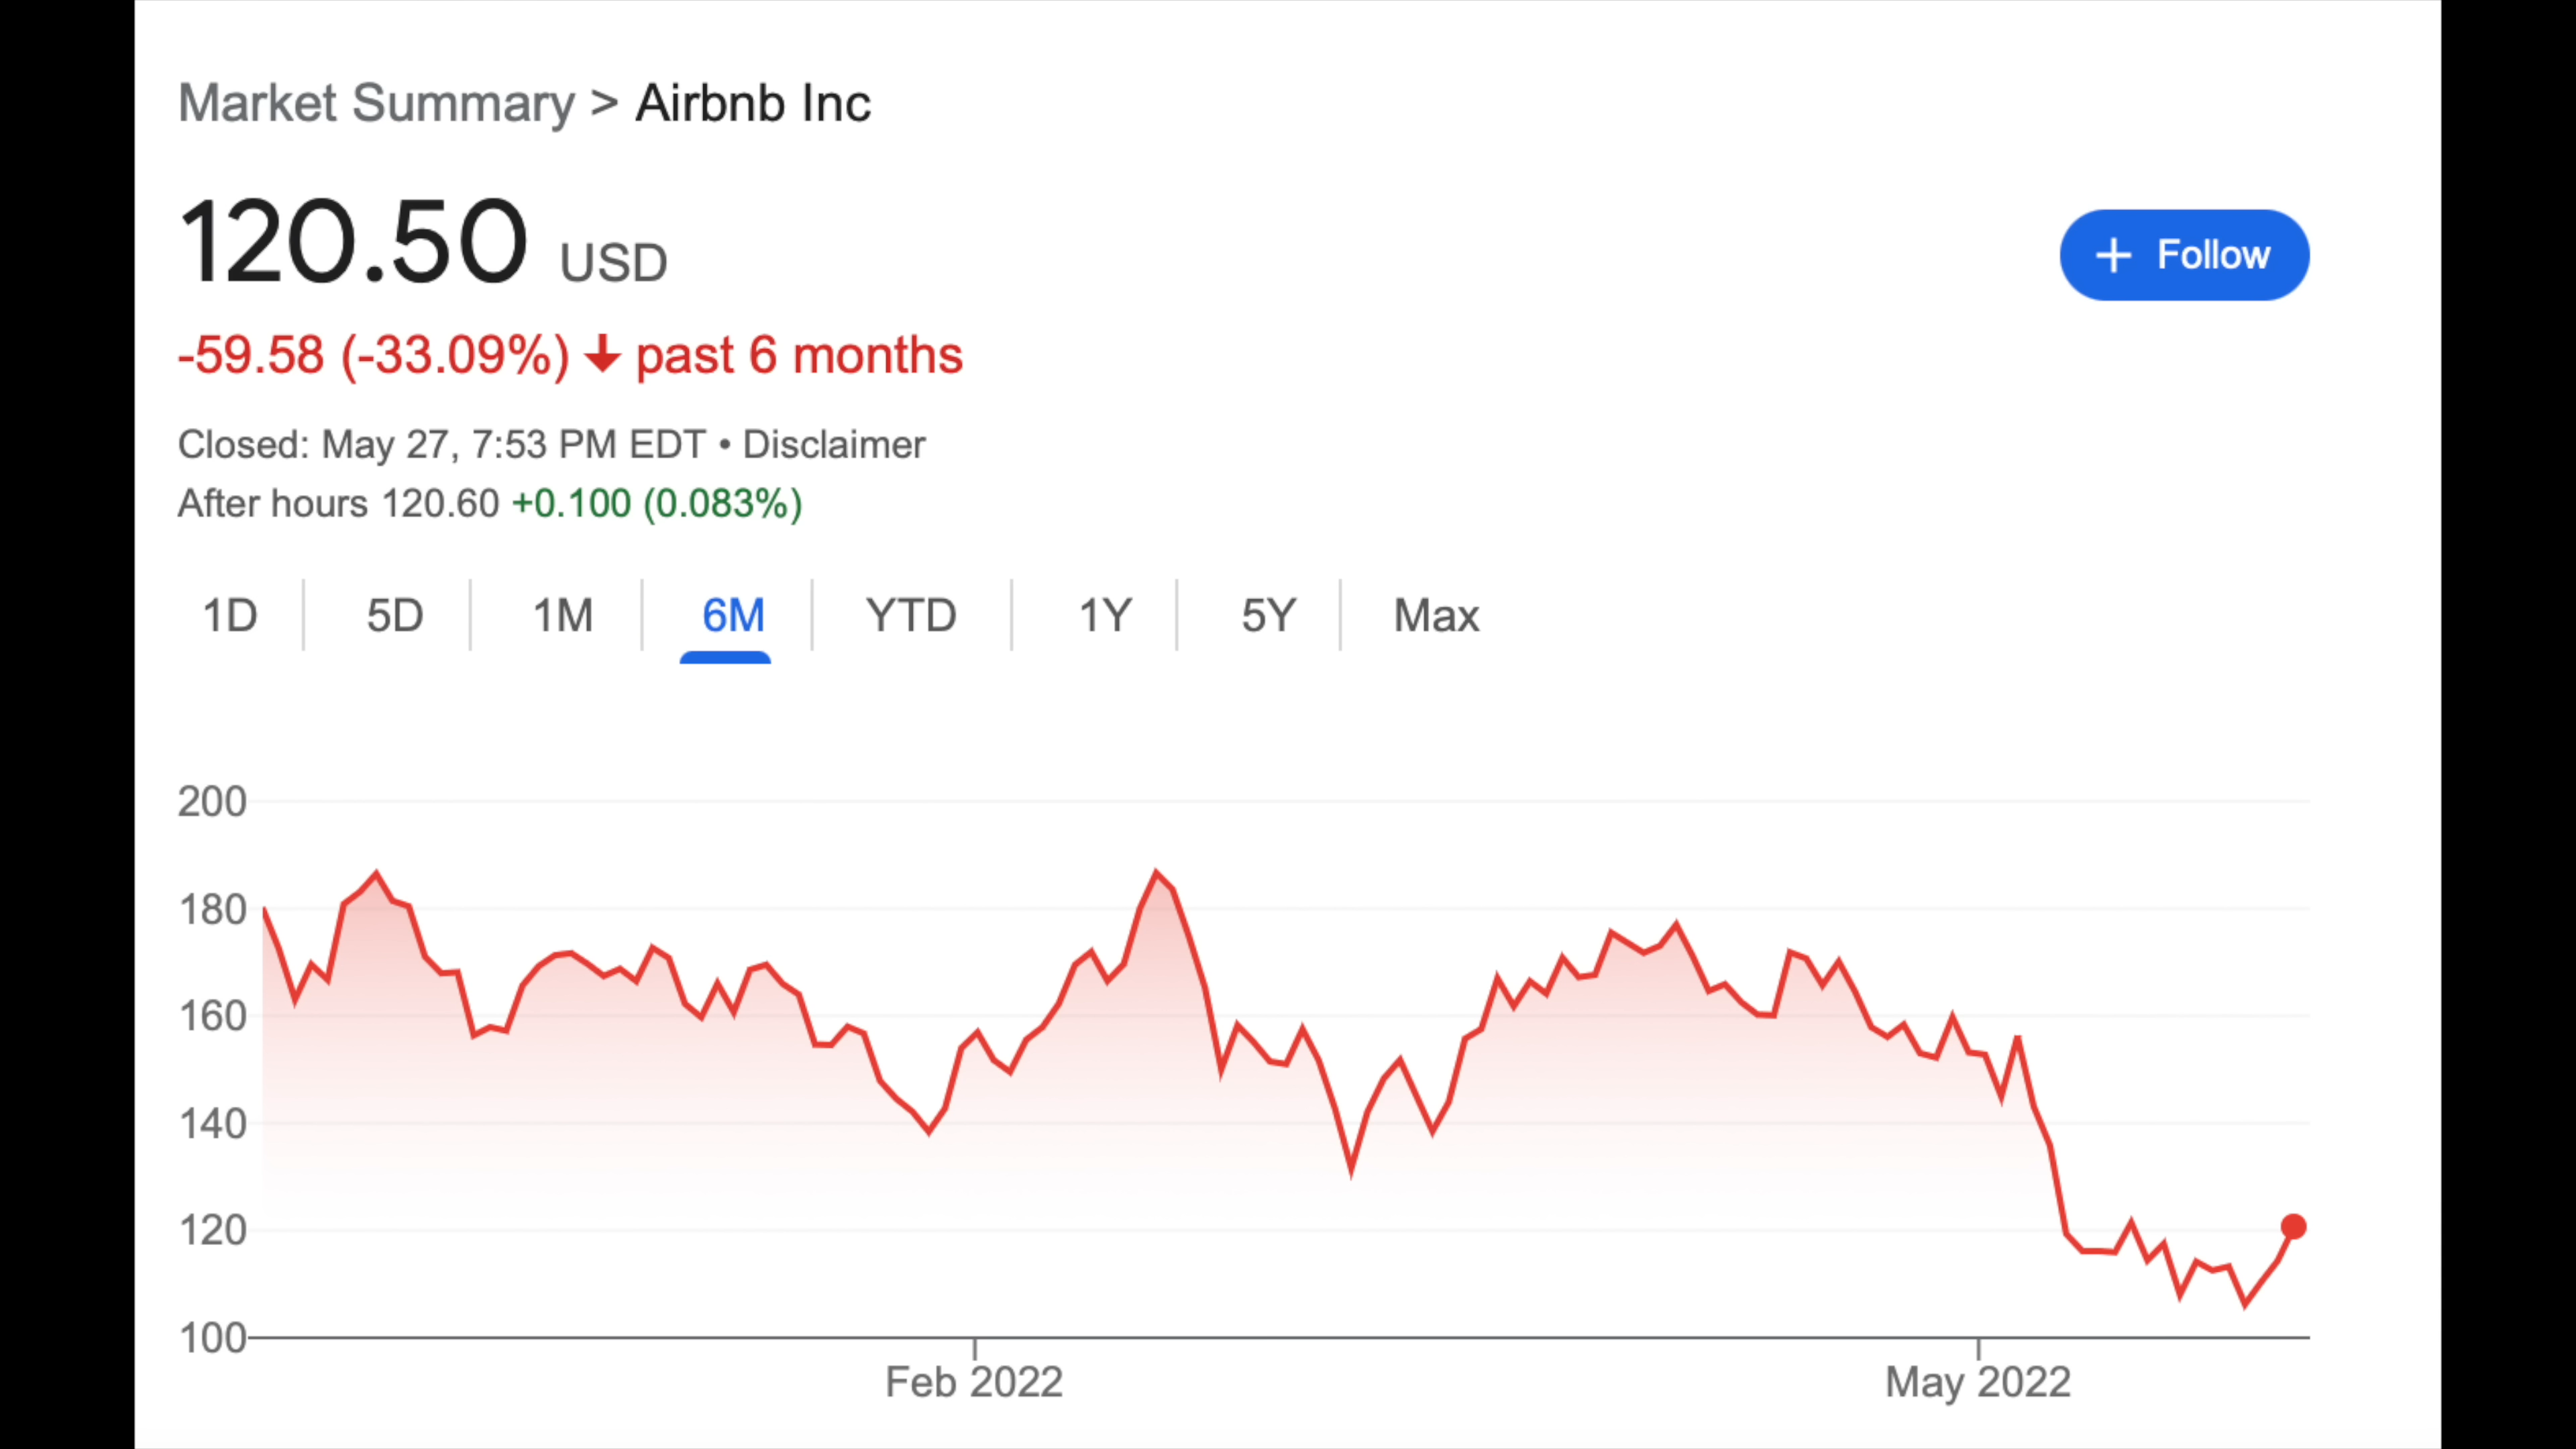 Market Summary > Airbnb Inc
120.50 USD
+ Follow
-59.58 (-33.09%) ↓ past 6 months
Closed: May 27, 7:53 PM EDT • Disclaimer
After hours 120.60 +0.100 (0.083%)
1D 5D 1M 6M YTD 1Y 5Y Max
200
180
160
140
120
100
Feb 2022 May 2022